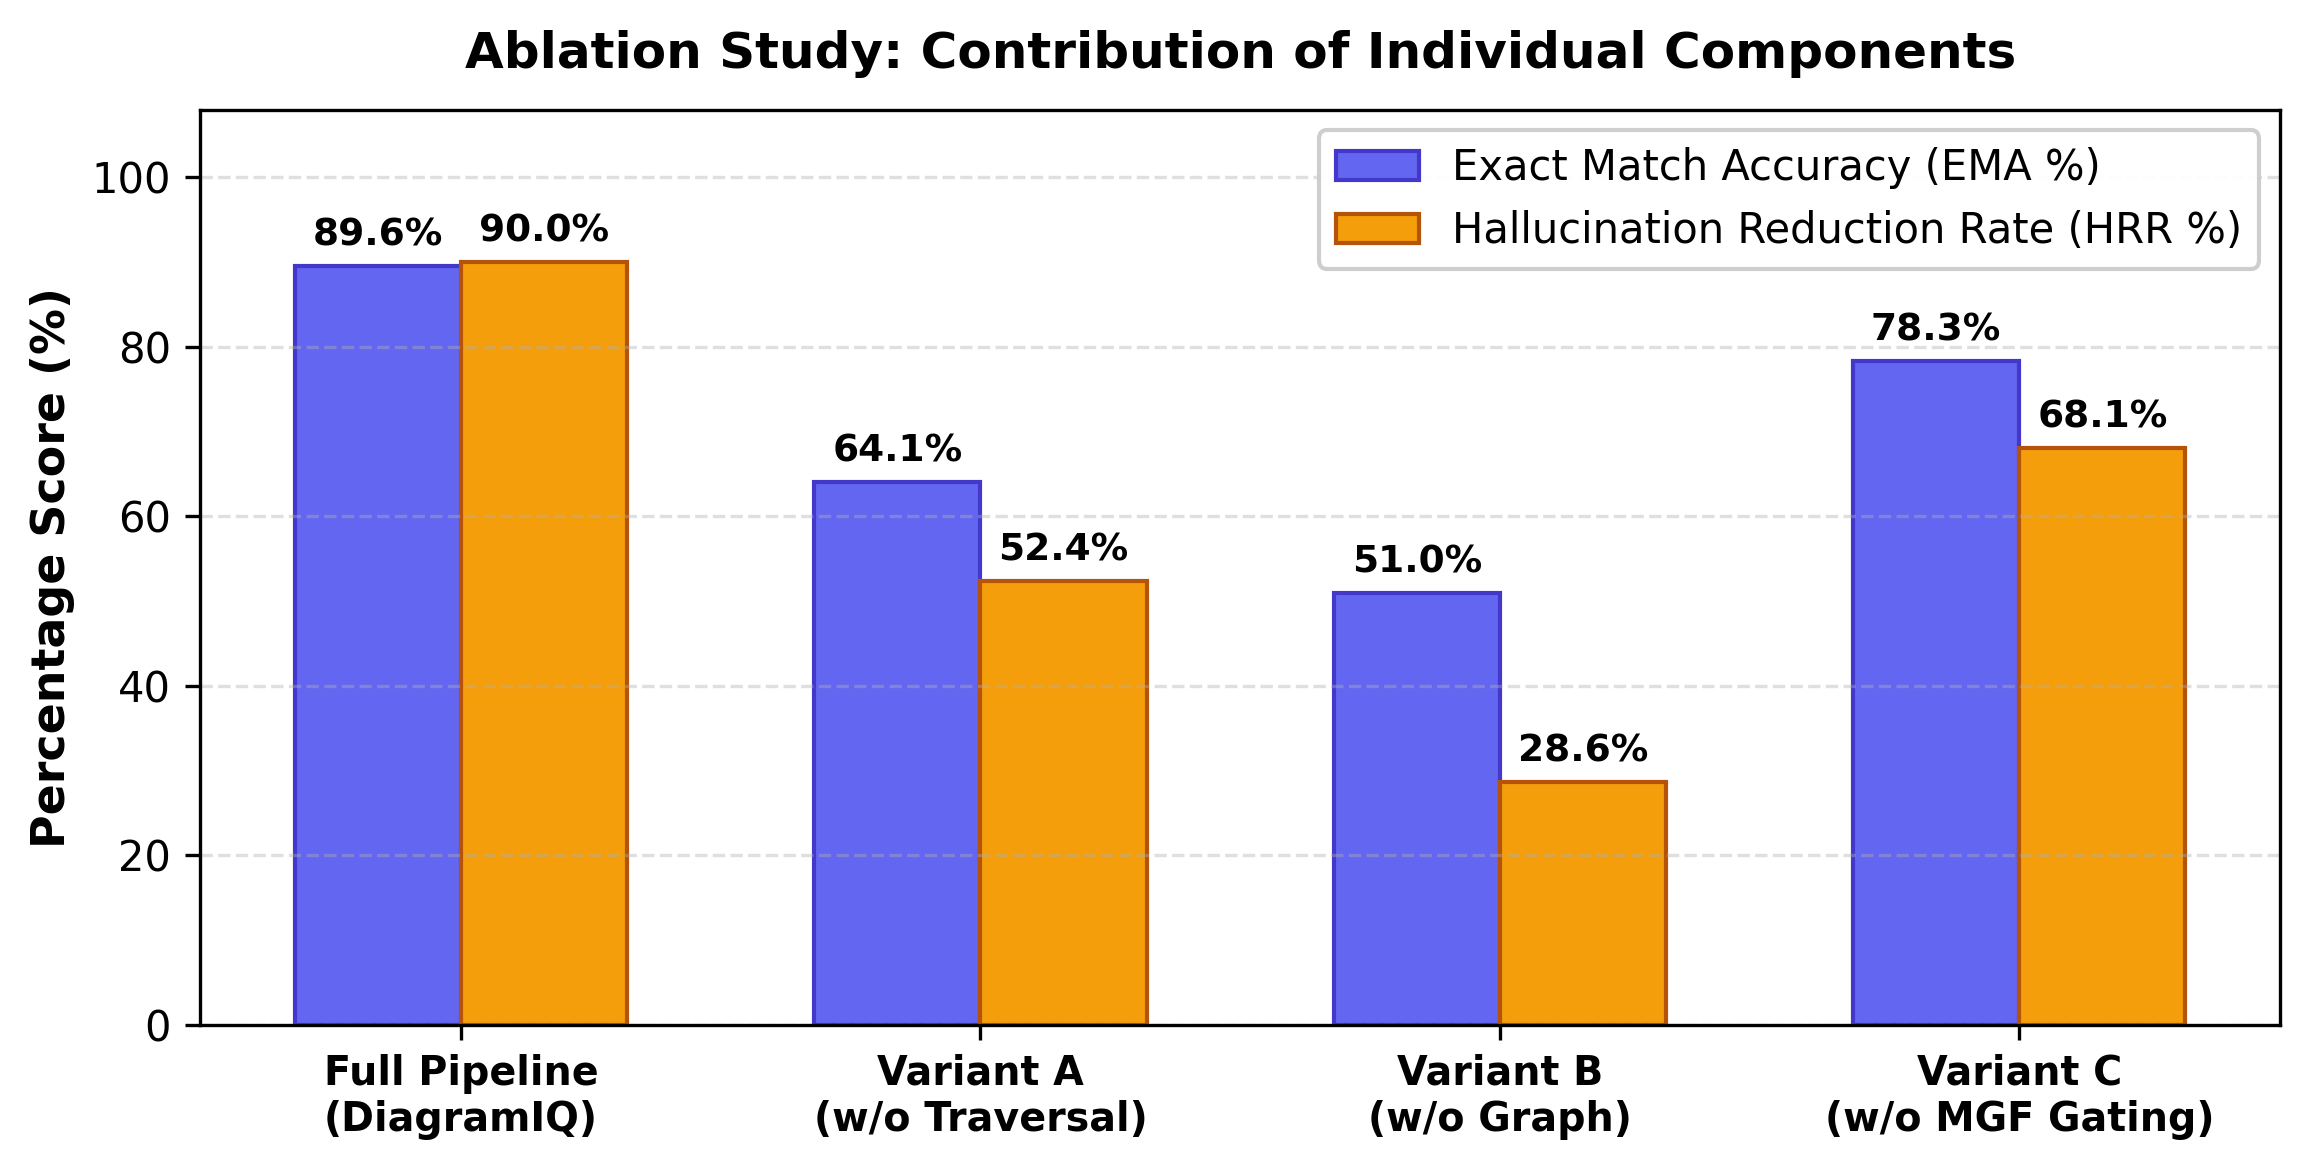 Ablation Study: Contribution of Individual Components
Percentage Score (%)
100
80
60
40
20
0
Exact Match Accuracy (EMA %)
Hallucination Reduction Rate (HRR %)
89.6%
90.0%
64.1%
52.4%
51.0%
28.6%
78.3%
68.1%
Full Pipeline
(DiagramIQ)
Variant A
(w/o Traversal)
Variant B
(w/o Graph)
Variant C
(w/o MGF Gating)